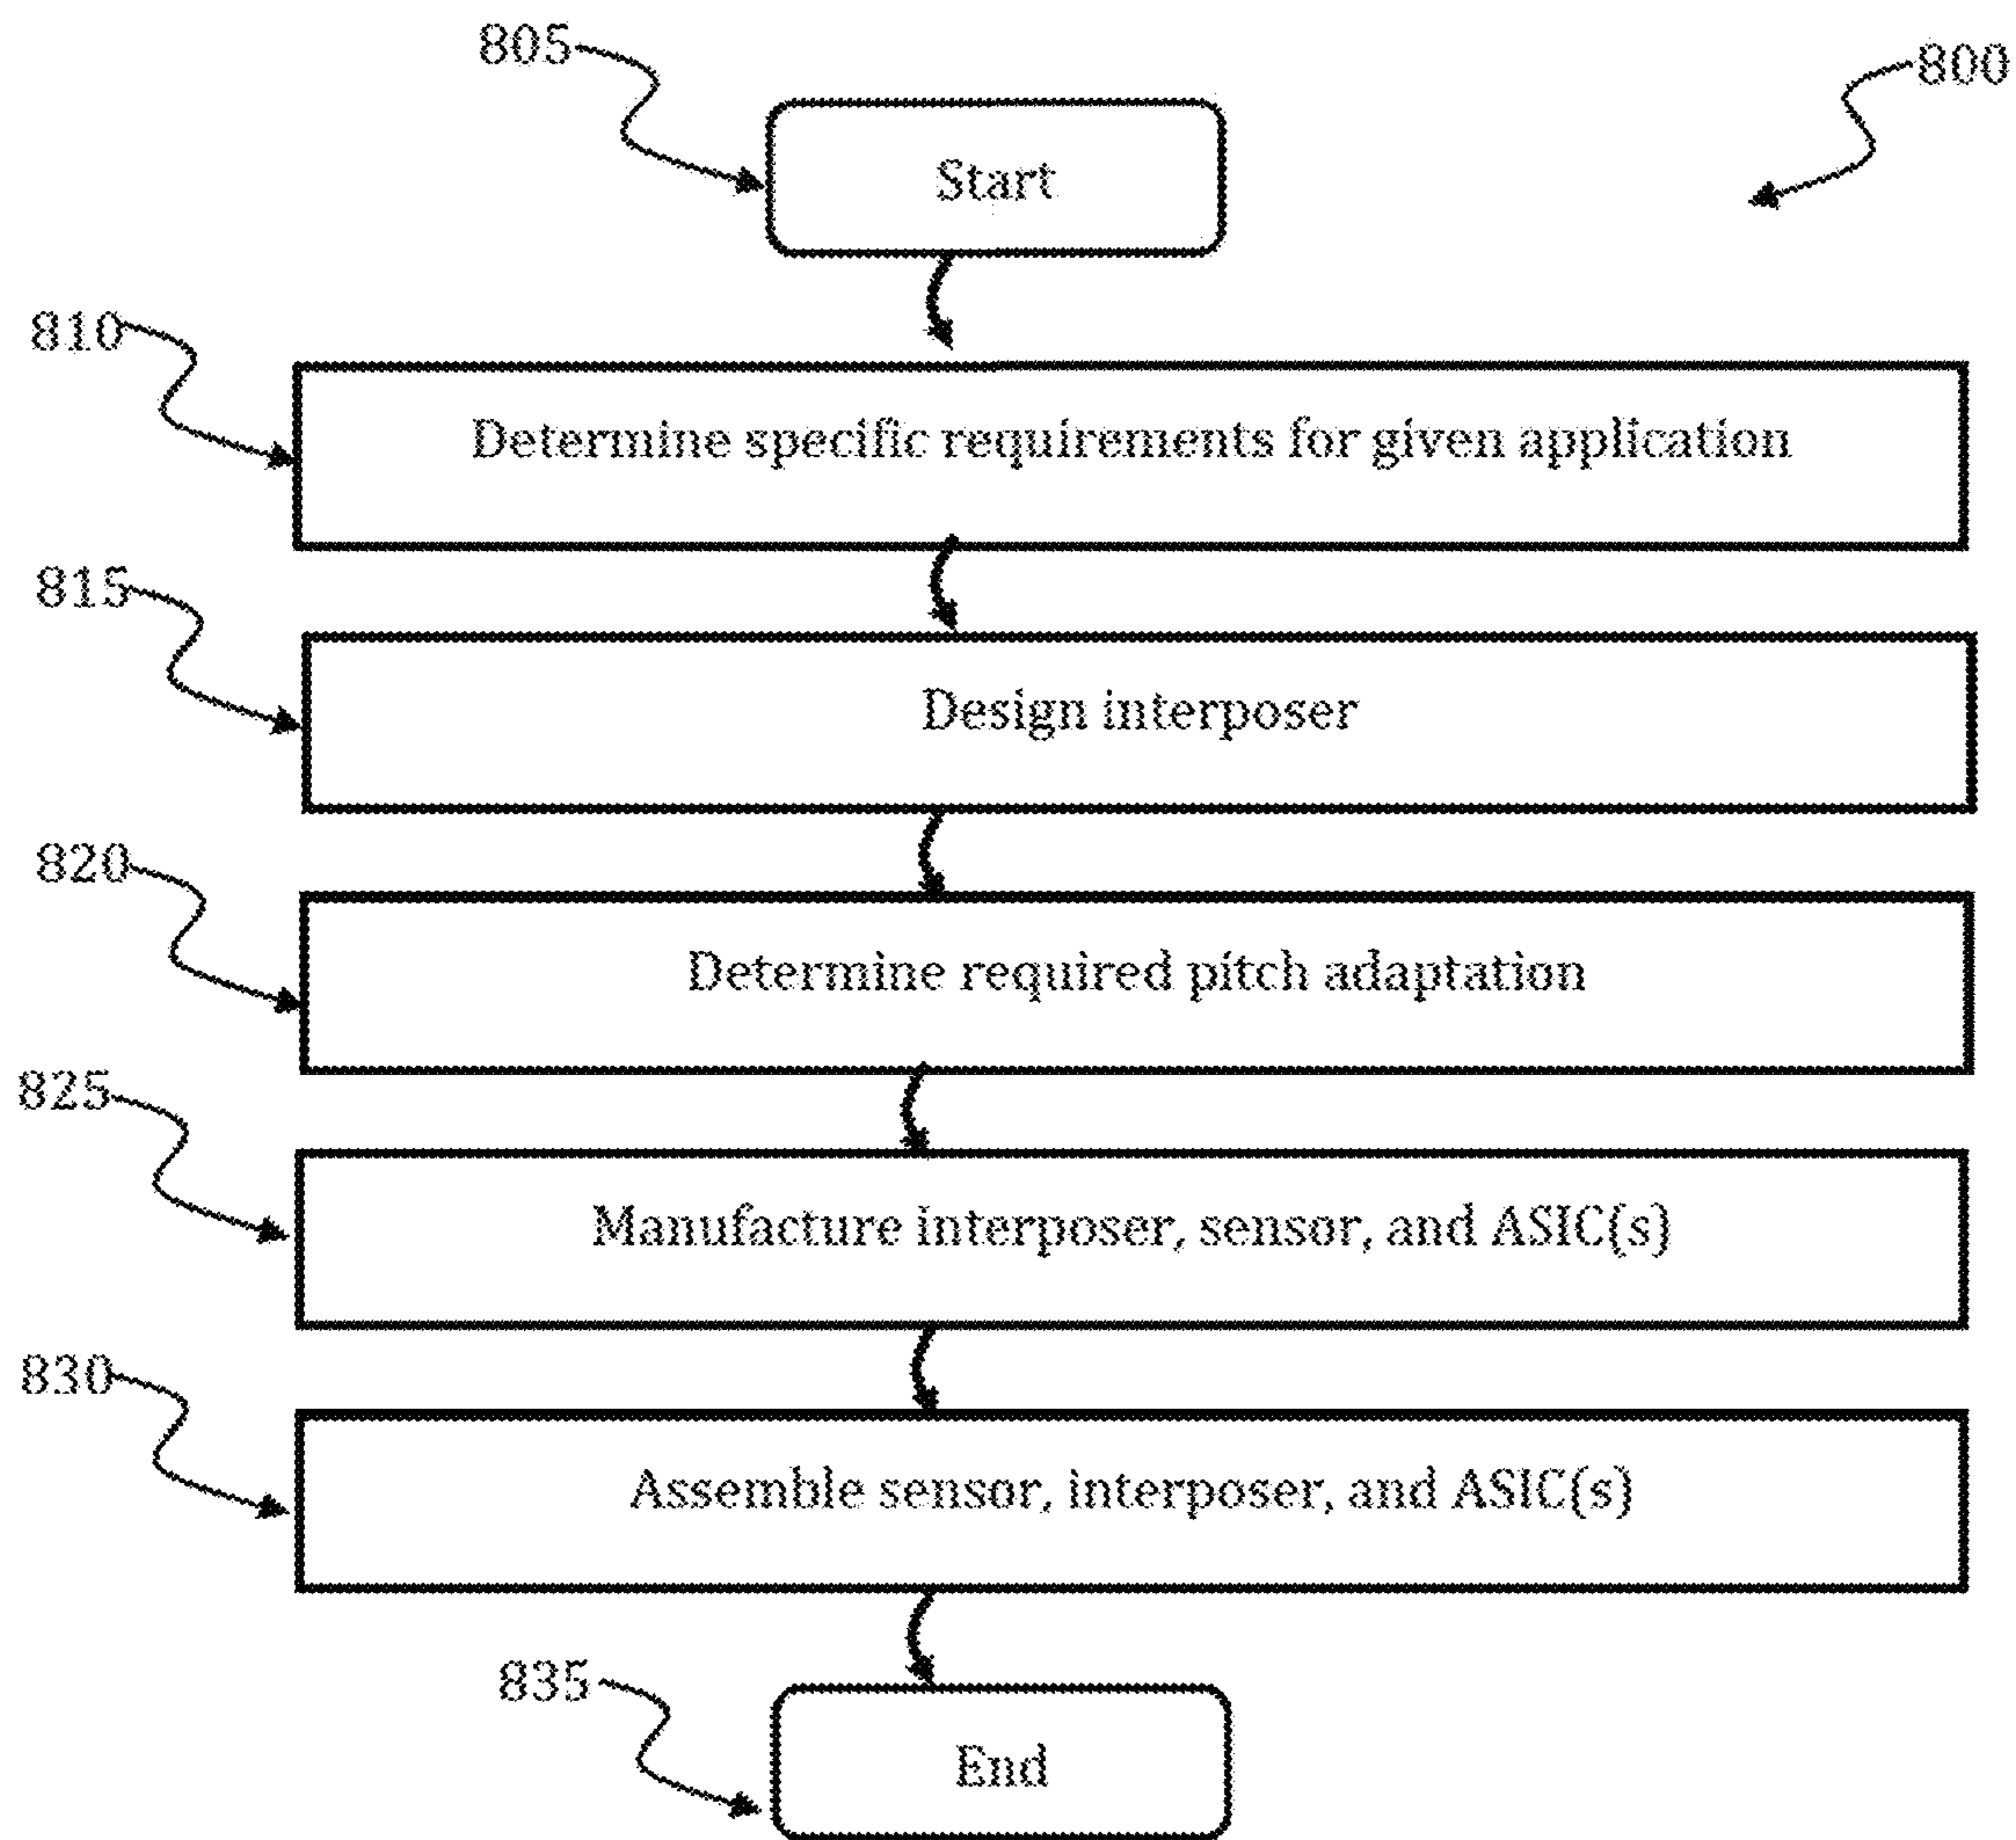 805
800
Start
810
Determine specific requirements for given application
815
Design interposer
820
Determine required pitch adaptation
825
Manufacture interposer, sensor, and ASIC(s)
830
Assemble sensor, interposer, and ASIC(s)
835
End